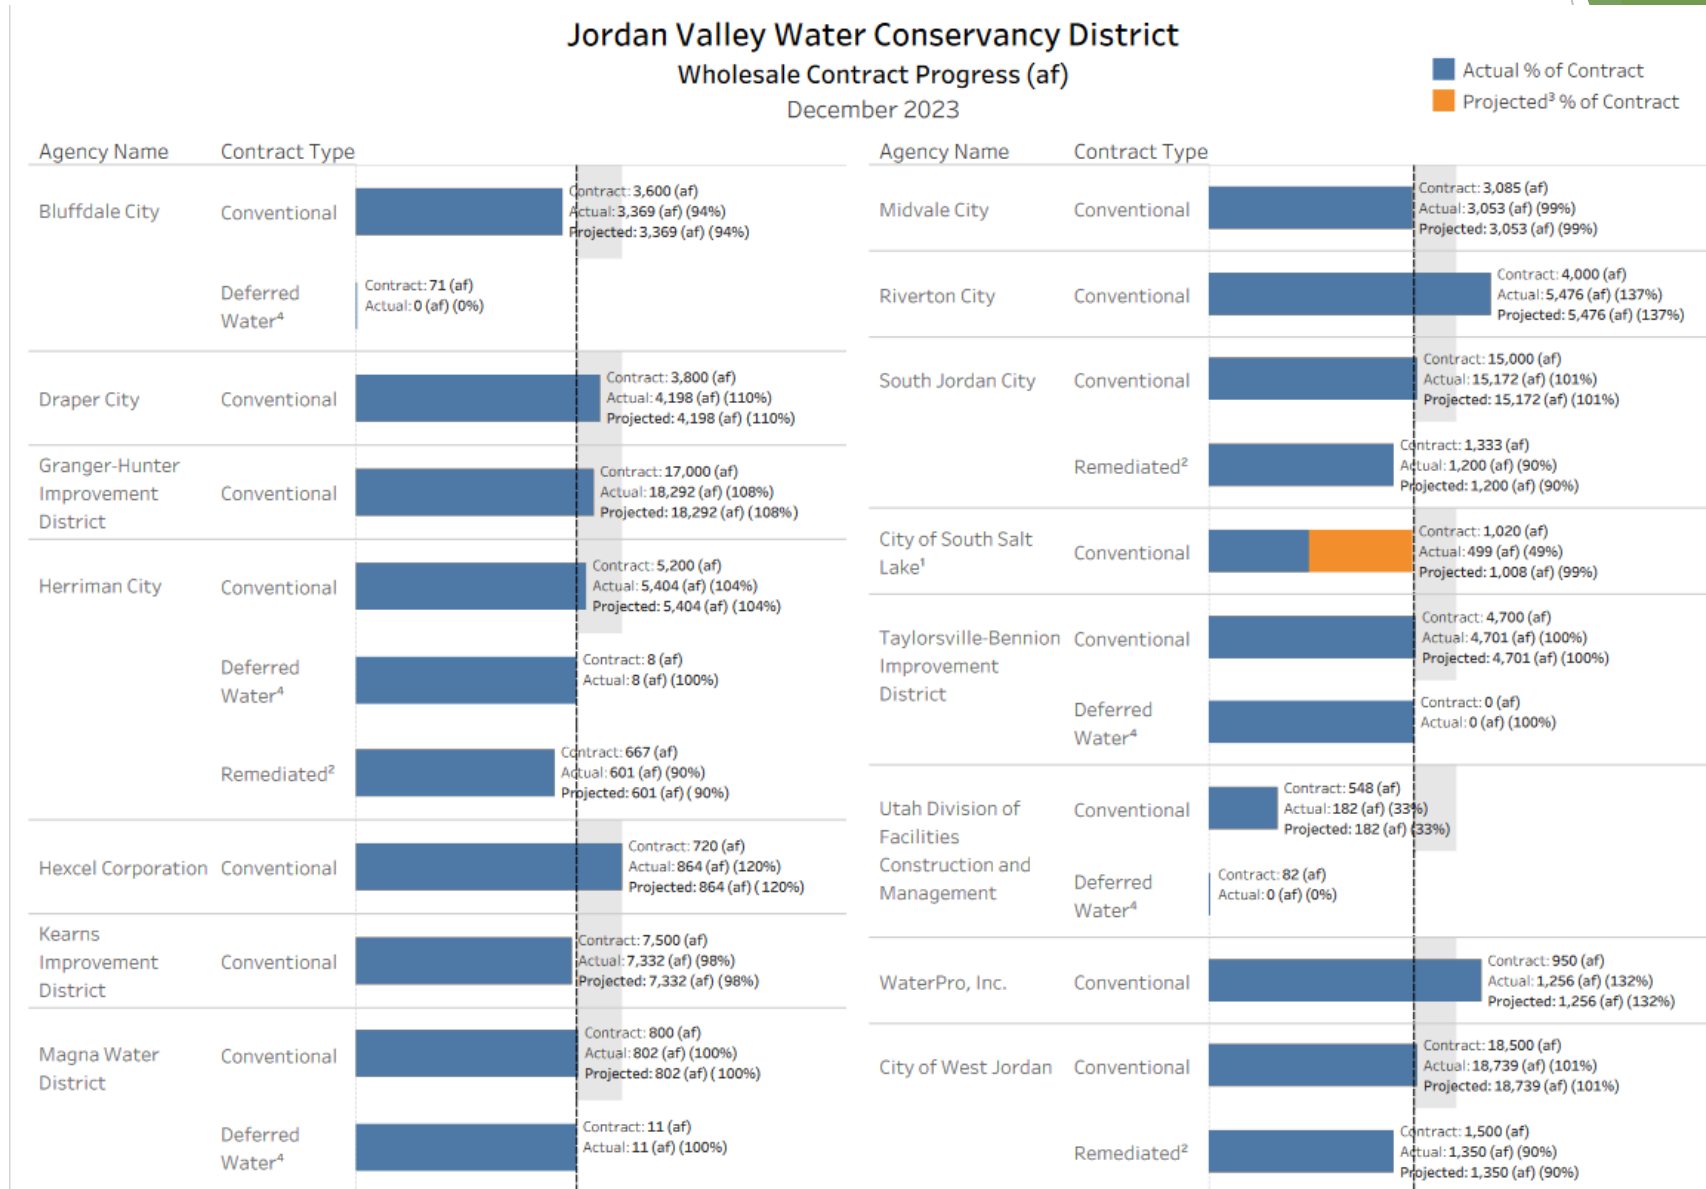 Jordan Valley Water Conservancy District
Wholesale Contract Progress (af)
December 2023
Actual % of Contract
Projected³ % of Contract
Agency Name Contract Type
Bluffdale City Conventional
Contract: 3,600 (af)
Actual: 3,369 (af) (94%)
Projected: 3,369 (af) (94%)
Deferred
Water⁴
Contract: 71 (af)
Actual: 0 (af) (0%)
Draper City Conventional
Contract: 3,800 (af)
Actual: 4,198 (af) (110%)
Projected: 4,198 (af) (110%)
Granger-Hunter
Improvement
District
Conventional
Contract: 17,000 (af)
Actual: 18,292 (af) (108%)
Projected: 18,292 (af) (108%)
Herriman City Conventional
Contract: 5,200 (af)
Actual: 5,404 (af) (104%)
Projected: 5,404 (af) (104%)
Deferred
Water⁴
Contract: 8 (af)
Actual: 8 (af) (100%)
Remediated²
Contract: 667 (af)
Actual: 601 (af) (90%)
Projected: 601 (af) (90%)
Hexcel Corporation Conventional
Contract: 720 (af)
Actual: 864 (af) (120%)
Projected: 864 (af) (120%)
Kearns
Improvement
District
Conventional
Contract: 7,500 (af)
Actual: 7,332 (af) (98%)
Projected: 7,332 (af) (98%)
Magna Water
District
Conventional
Contract: 800 (af)
Actual: 802 (af) (100%)
Projected: 802 (af) (100%)
Deferred
Water⁴
Contract: 11 (af)
Actual: 11 (af) (100%)
Agency Name Contract Type
Midvale City Conventional
Contract: 3,085 (af)
Actual: 3,053 (af) (99%)
Projected: 3,053 (af) (99%)
Riverton City Conventional
Contract: 4,000 (af)
Actual: 5,476 (af) (137%)
Projected: 5,476 (af) (137%)
South Jordan City Conventional
Contract: 15,000 (af)
Actual: 15,172 (af) (101%)
Projected: 15,172 (af) (101%)
Remediated²
Contract: 1,333 (af)
Actual: 1,200 (af) (90%)
Projected: 1,200 (af) (90%)
City of South Salt
Lake¹
Conventional
Contract: 1,020 (af)
Actual: 499 (af) (49%)
Projected: 1,008 (af) (99%)
Taylorsville-Bennion
Improvement
District
Conventional
Contract: 4,700 (af)
Actual: 4,701 (af) (100%)
Projected: 4,701 (af) (100%)
Deferred
Water⁴
Contract: 0 (af)
Actual: 0 (af) (100%)
Utah Division of
Facilities
Construction and
Management
Conventional
Contract: 548 (af)
Actual: 182 (af) (33%)
Projected: 182 (af) (33%)
Deferred
Water⁴
Contract: 82 (af)
Actual: 0 (af) (0%)
WaterPro, Inc. Conventional
Contract: 950 (af)
Actual: 1,256 (af) (132%)
Projected: 1,256 (af) (132%)
City of West Jordan Conventional
Contract: 18,500 (af)
Actual: 18,739 (af) (101%)
Projected: 18,739 (af) (101%)
Remediated²
Contract: 1,500 (af)
Actual: 1,350 (af) (90%)
Projected: 1,350 (af) (90%)